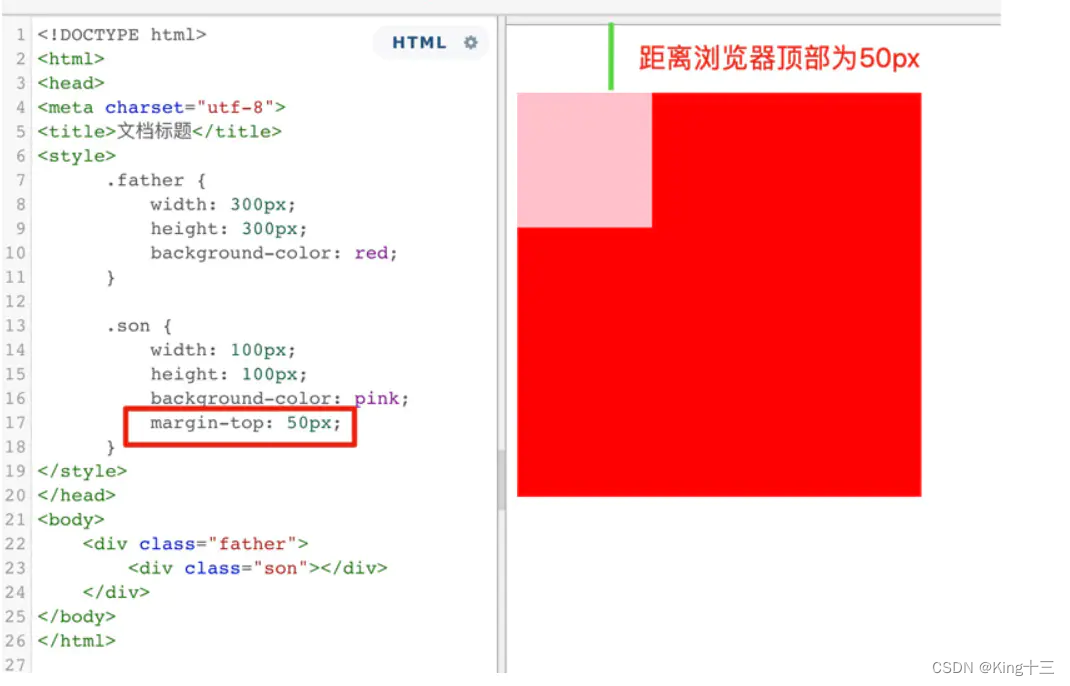 HTML
1 <!DOCTYPE html>
2 <html>
3 <head>
4 <meta charset="utf-8">
5 <title>文档标题</title>
6 <style>
7 .father {
8 width: 300px;
9 height: 300px;
10 background-color: red;
11 }
12
13 .son {
14 width: 100px;
15 height: 100px;
16 background-color: pink;
17 margin-top: 50px;
18 }
19 </style>
20 </head>
21 <body>
22 <div class="father">
23 <div class="son"></div>
24 </div>
25 </body>
26 </html>
27
距离浏览器顶部为50px
CSDN @King十三